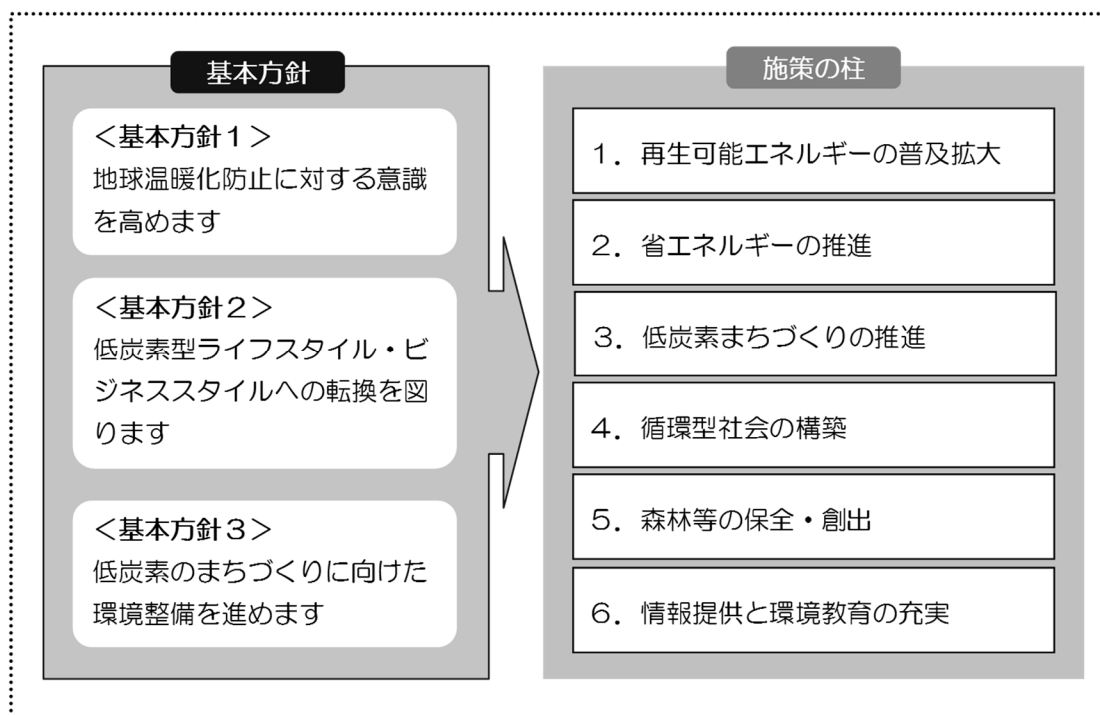 基本方針
＜基本方針１＞
地球温暖化防止に対する意識
を高めます
＜基本方針２＞
低炭素型ライフスタイル・ビ
ジネススタイルへの転換を図
ります
＜基本方針３＞
低炭素のまちづくりに向けた
環境整備を進めます
施策の柱
１．再生可能エネルギーの普及拡大
２．省エネルギーの推進
３．低炭素まちづくりの推進
４．循環型社会の構築
５．森林等の保全・創出
６．情報提供と環境教育の充実